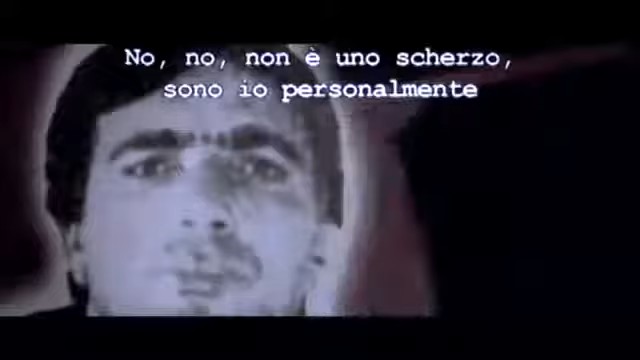 No, no, non è uno scherzo,
sono io personalmente